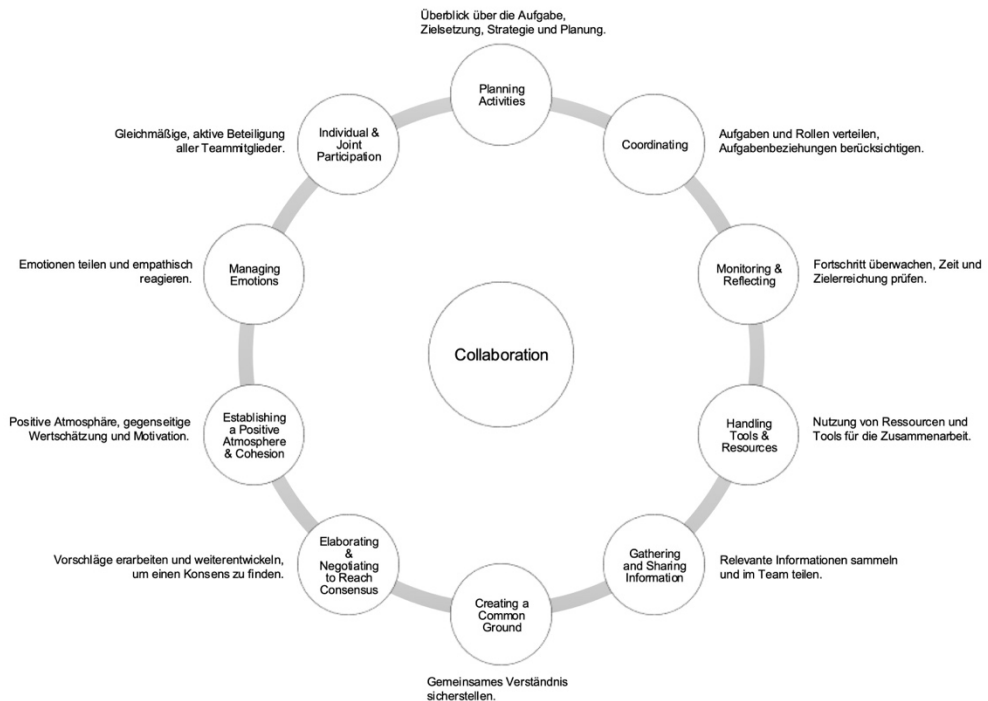 Überblick über die Aufgabe,
Zielsetzung, Strategie und Planung.
Planning
Activities
Coordinating
Aufgaben und Rollen verteilen,
Aufgabenbeziehungen berücksichtigen.
Monitoring &
Reflecting
Fortschritt überwachen, Zeit und
Zielerreichung prüfen.
Handling
Tools &
Resources
Nutzung von Ressourcen und
Tools für die Zusammenarbeit.
Gathering
and Sharing
Information
Relevante Informationen sammeln
und im Team teilen.
Creating a
Common
Ground
Gemeinsames Verständnis
sicherstellen.
Elaborating
&
Negotiating
to Reach
Consensus
Vorschläge erarbeiten und weiterentwickeln,
um einen Konsens zu finden.
Establishing
a Positive
Atmosphere
& Cohesion
Positive Atmosphäre, gegenseitige
Wertschätzung und Motivation.
Managing
Emotions
Emotionen teilen und empathisch
reagieren.
Individual &
Joint
Participation
Gleichmäßige, aktive Beteiligung
aller Teammitglieder.
Collaboration